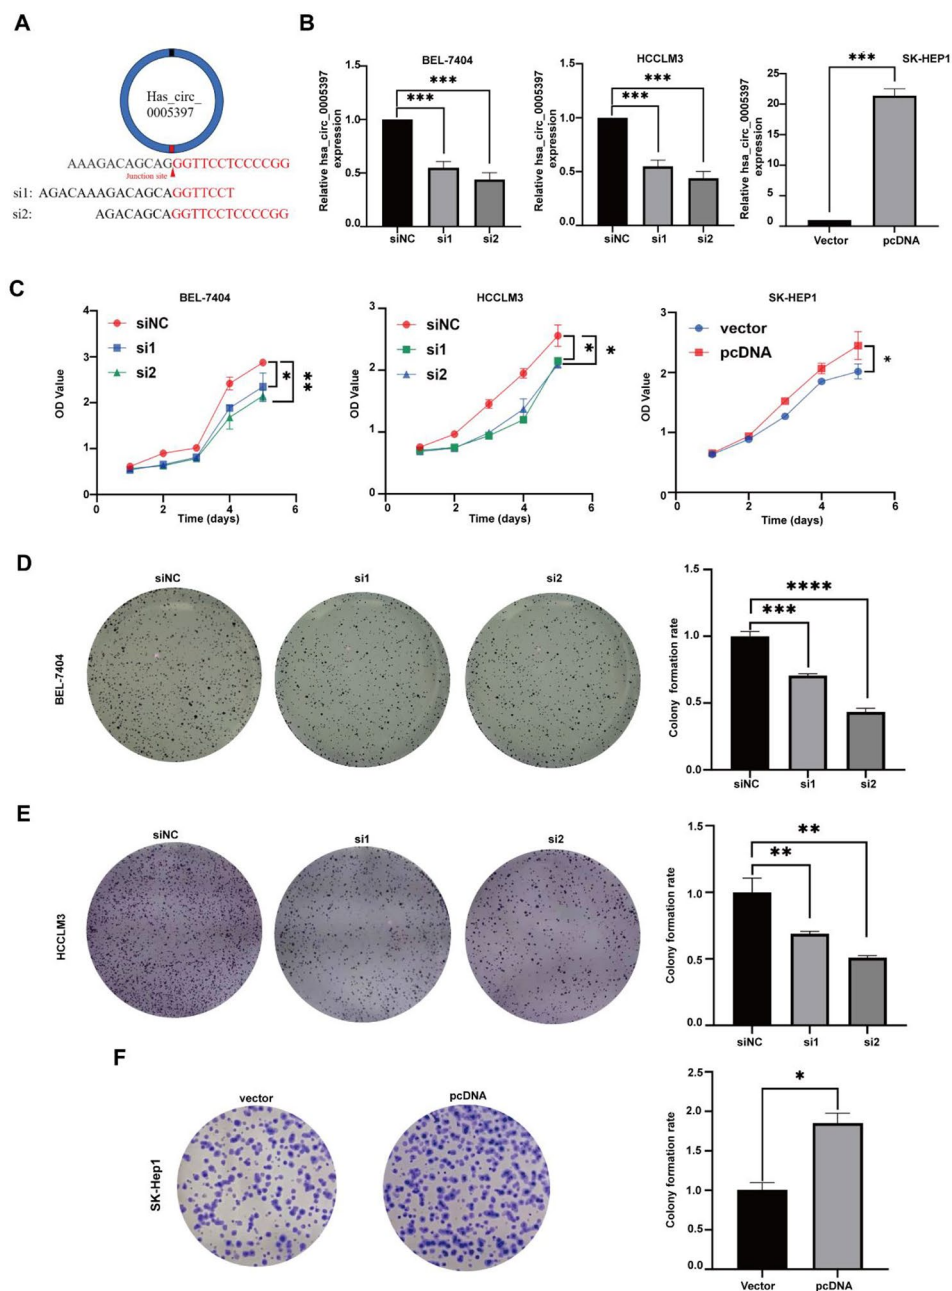 A
Has_circ_
0005397
AAAGACAGCAGGGTTCCTCCCCGG
Junction site
si1: AGACAAAGACAGCAGGTTCCT
si2: AGACAGCAGGTTCCTCCCCGG
B
BEL-7404
Relative hsa_circ_0005397
expression
1.5
1.0
0.5
0.0
***
***
siNC si1 si2
HCCLM3
Relative hsa_circ_0005397
expression
1.5
1.0
0.5
0.0
***
***
siNC si1 si2
SK-HEP1
Relative hsa_circ_0005397
expression
25
20
15
10
5
0
***
Vector pcDNA
C
BEL-7404
OD Value
4
3
2
1
0
siNC
si1
si2
*
**
0 2 4 6
Time (days)
HCCLM3
OD Value
3
2
1
0
siNC
si1
si2
*
*
0 2 4 6
Time (days)
SK-HEP1
OD Value
3
2
1
0
vector
pcDNA
*
0 2 4 6
Time (days)
D
siNC si1 si2
BEL-7404
Colony formation rate
1.5
1.0
0.5
0.0
****
***
siNC si1 si2
E
siNC si1 si2
HCCLM3
Colony formation rate
1.5
1.0
0.5
0.0
**
**
siNC si1 si2
F
vector pcDNA
SK-Hep1
Colony formation rate
2.5
2.0
1.5
1.0
0.5
0.0
*
Vector pcDNA